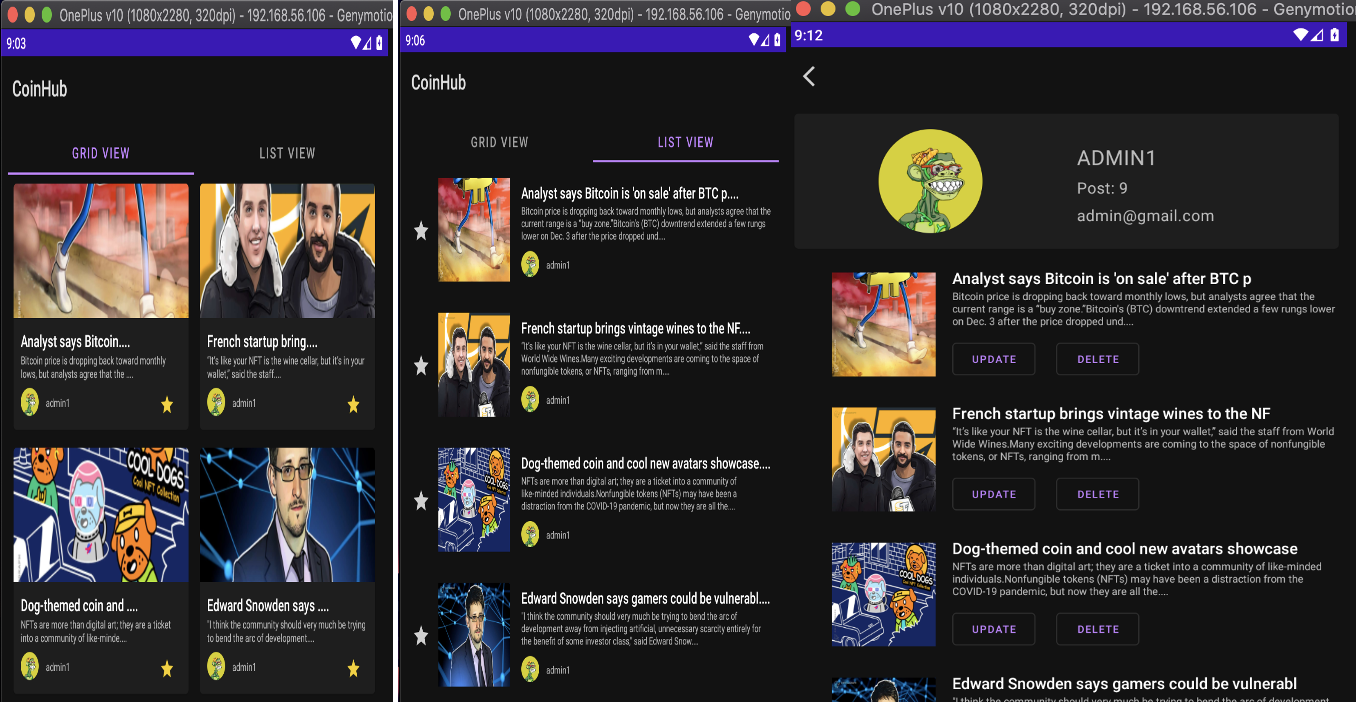 OnePlus v10 (1080x2280, 320dpi) - 192.168.56.106 - Genymotio
9:03
CoinHub
GRID VIEW
LIST VIEW
Analyst says Bitcoin....
Bitcoin price is dropping back toward monthly
lows, but analysts agree that the ....
admin1
French startup bring....
"It's like your NFT is the wine cellar, but it's in your
wallet," said the staff....
admin1
COOL DOGS
Cool NFT Collection
Dog-themed coin and ....
NFTs are more than digital art; they are a ticket
into a community of like-minde....
admin1
Edward Snowden says ....
"I think the community should very much be trying
to bend the arc of development....
admin1
OnePlus v10 (1080x2280, 320dpi) - 192.168.56.106 - Genymotio
9:06
CoinHub
GRID VIEW
LIST VIEW
Analyst says Bitcoin is 'on sale' after BTC p....
Bitcoin price is dropping back toward monthly lows, but analysts agree that the
current range is a “buy zone.”Bitcoin's (BTC) downtrend extended a few rungs
lower on Dec. 3 after the price dropped und....
admin1
French startup brings vintage wines to the NF....
"It's like your NFT is the wine cellar, but it's in your wallet," said the staff from
World Wide Wines.Many exciting developments are coming to the space of
nonfungible tokens, or NFTs, ranging from m....
admin1
COOL DOGS
Dog-themed coin and cool new avatars showcase....
NFTs are more than digital art; they are a ticket into a community of
like-minded individuals.Nonfungible tokens (NFTs) may have been a
distraction from the COVID-19 pandemic, but now they are all the....
admin1
Edward Snowden says gamers could be vulnerabl....
"I think the community should very much be trying to bend the arc of
development away from injecting artificial, unnecessary scarcity entirely for
the benefit of some investor class," said Edward Snow....
admin1
OnePlus v10 (1080x2280, 320dpi) - 192.168.56.106 - Genymotion
9:12
ADMIN1
Post: 9
admin@gmail.com
Analyst says Bitcoin is 'on sale' after BTC p
Bitcoin price is dropping back toward monthly lows, but analysts agree that the
current range is a “buy zone.”Bitcoin's (BTC) downtrend extended a few rungs lower
on Dec. 3 after the price dropped und....
UPDATE
DELETE
French startup brings vintage wines to the NF
"It's like your NFT is the wine cellar, but it's in your wallet," said the staff from World
Wide Wines.Many exciting developments are coming to the space of nonfungible
tokens, or NFTs, ranging from m....
UPDATE
DELETE
COOL DOGS
Dog-themed coin and cool new avatars showcase
NFTs are more than digital art; they are a ticket into a community of like-minded
individuals.Nonfungible tokens (NFTs) may have been a distraction from the
COVID-19 pandemic, but now they are all the....
UPDATE
DELETE
Edward Snowden says gamers could be vulnerabl
"I think the community should very much be trying to bend the arc of development